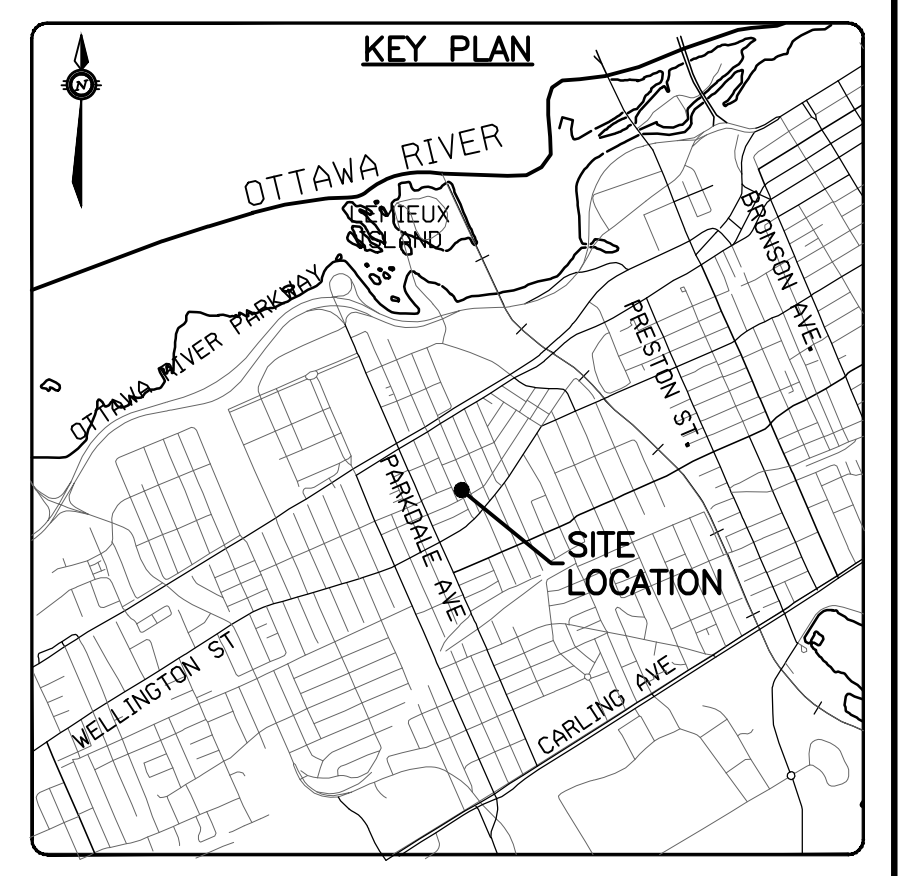 KEY PLAN
N
OTTAWA RIVER
LEMIEUX
ISLAND
BRONSON AVE.
OTTAWA RIVER PARKWAY
PRESTON ST.
PARKDALE AVE
SITE
LOCATION
WELLINGTON ST
CARLING AVE